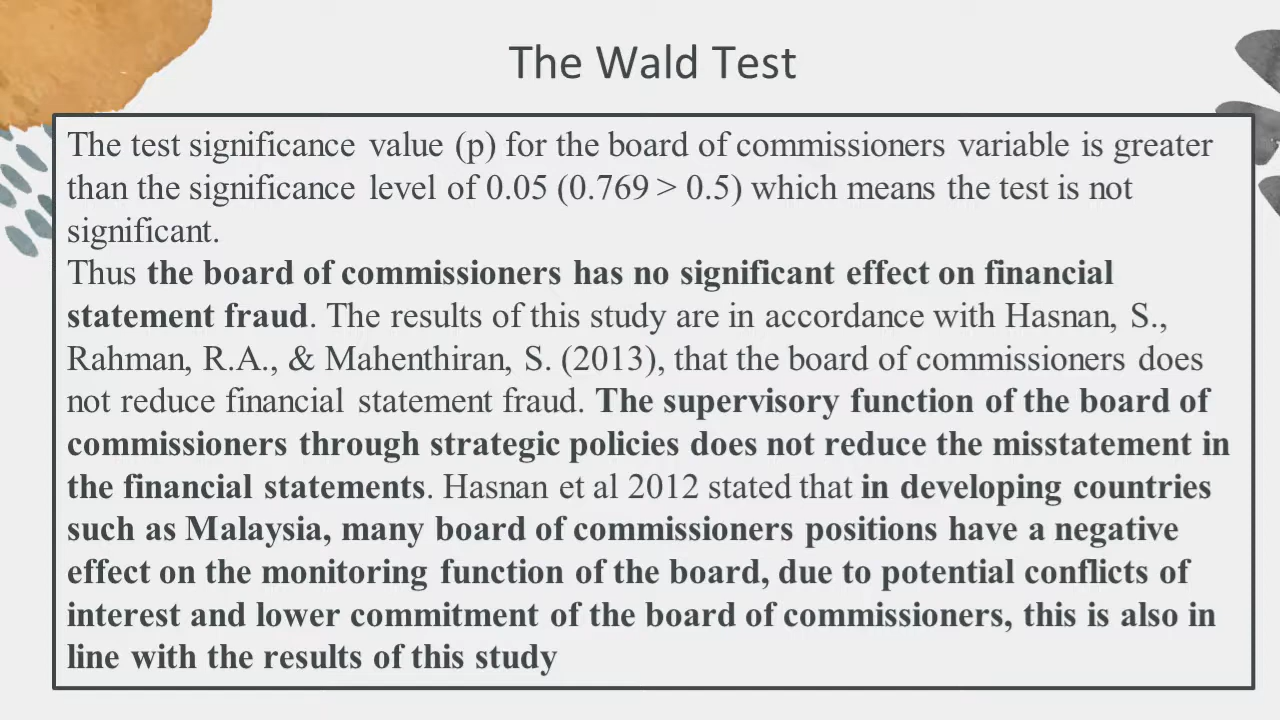 The Wald Test
The test significance value (p) for the board of commissioners variable is greater
than the significance level of 0.05 (0.769 > 0.5) which means the test is not
significant.
Thus the board of commissioners has no significant effect on financial
statement fraud. The results of this study are in accordance with Hasnan, S.,
Rahman, R.A., & Mahenthiran, S. (2013), that the board of commissioners does
not reduce financial statement fraud. The supervisory function of the board of
commissioners through strategic policies does not reduce the misstatement in
the financial statements. Hasnan et al 2012 stated that in developing countries
such as Malaysia, many board of commissioners positions have a negative
effect on the monitoring function of the board, due to potential conflicts of
interest and lower commitment of the board of commissioners, this is also in
line with the results of this study